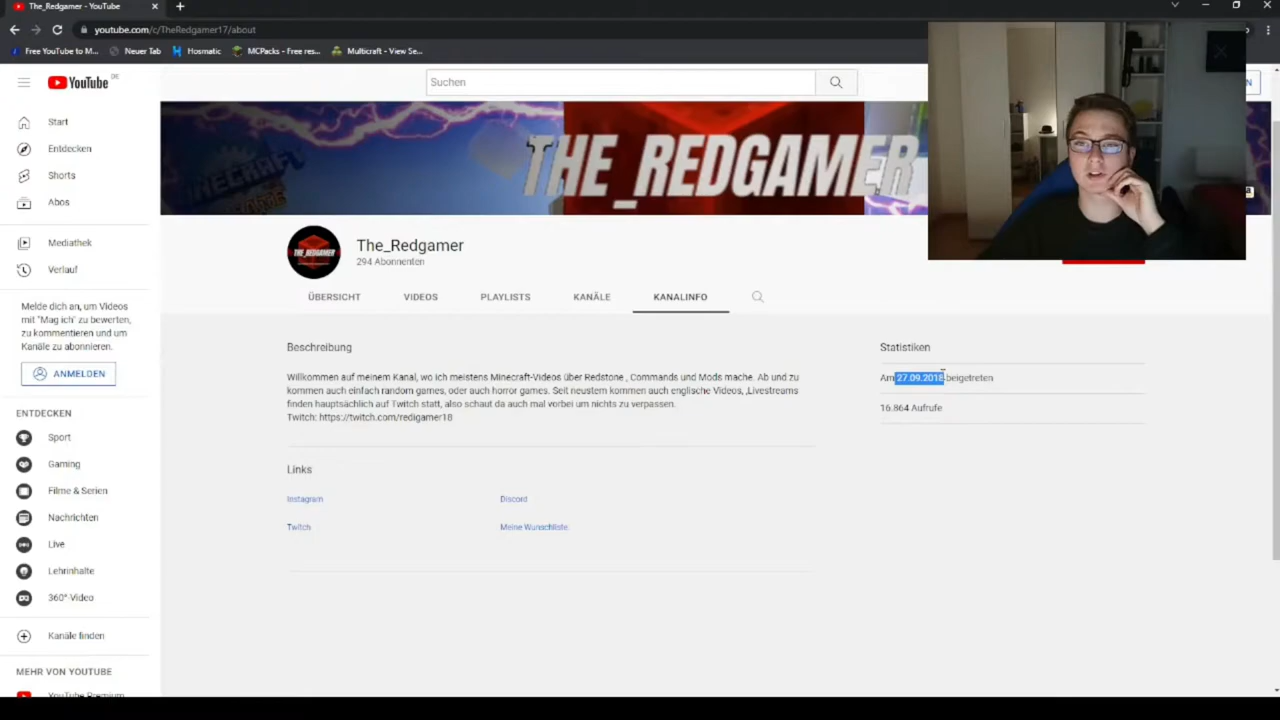 The_Redgamer - YouTube
youtube.com/c/TheRedgamer17/about
Free YouTube to M...
Neuer Tab
Hosmatic
MCPacks - Free res...
Multicraft - View Se...
YouTube DE
Suchen
Start
Entdecken
Shorts
Abos
Mediathek
Verlauf
Melde dich an, um Videos
mit "Mag ich" zu bewerten,
zu kommentieren und um
Kanäle zu abonnieren.
ANMELDEN
ENTDECKEN
Sport
Gaming
Filme & Serien
Nachrichten
Live
Lehrinhalte
360°-Video
Kanäle finden
MEHR VON YOUTUBE
YouTube Premium
THE_REDGAMER
THE_REDGAMER
The_Redgamer
294 Abonnenten
ÜBERSICHT
VIDEOS
PLAYLISTS
KANÄLE
KANALINFO
Beschreibung
Willkommen auf meinem Kanal, wo ich meistens Minecraft-Videos über Redstone , Commands und Mods mache. Ab und zu
kommen auch einfach random games, oder auch horror games. Seit neustem kommen auch englische Videos, ,Livestreams
finden hauptsächlich auf Twitch statt, also schaut da auch mal vorbei um nichts zu verpassen.
Twitch: https://twitch.com/redigamer18
Links
Instagram
Discord
Twitch
Meine Wunschliste
Statistiken
Am 27.09.2018 beigetreten
16.864 Aufrufe